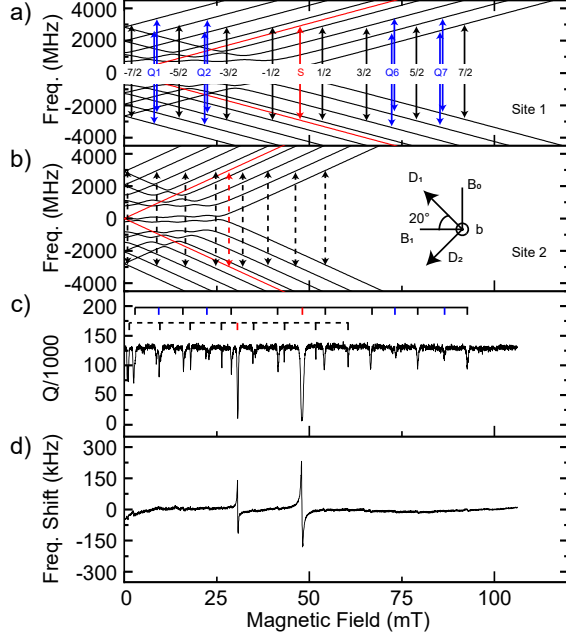 a)
Freq. (MHz)
4000
2000
0
-2000
-4000
-7/2 Q1 -5/2 Q2 -3/2 -1/2 S 1/2 3/2 Q6 5/2 Q7 7/2
Site 1
b)
Freq. (MHz)
4000
2000
0
-2000
-4000
D1
B0
20°
b
B1
D2
Site 2
c)
Q/1000
200
150
100
50
0
d)
Freq. Shift (kHz)
300
150
0
-150
-300
0 25 50 75 100
Magnetic Field (mT)